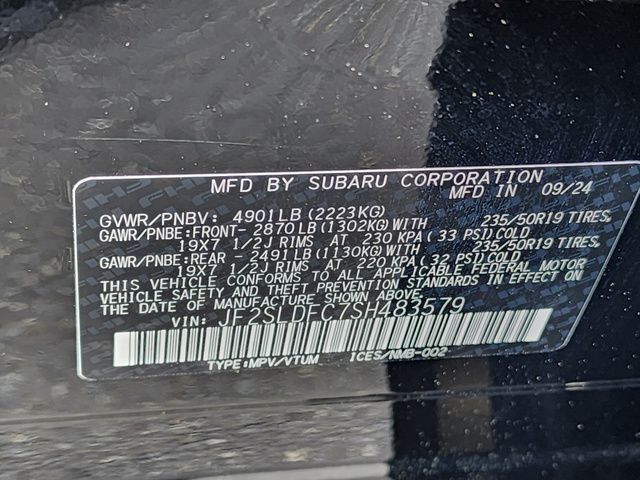 MFD BY SUBARU CORPORATION
MFD IN 09/24
GVWR/PNBV: 4901LB(2223KG)
GAWR/PNBE:FRONT- 2870LB(1302KG)WITH 235/50R19 TIRES,
19X7 1/2J RIMS AT 230 KPA(33 PSI)COLD
GAWR/PNBE:REAR - 2491LB(1130KG)WITH 235/50R19 TIRES,
19X7 1/2J RIMS AT 220 KPA(32 PSI)COLD
THIS VEHICLE CONFORMS TO ALL APPLICABLE FEDERAL MOTOR
VEHICLE SAFETY AND THEFT PREVENTION STANDARDS IN EFFECT ON
THE DATE OF MANUFACTURE SHOWN ABOVE.
VIN: JF2SLDFC7SH483579
TYPE:MPV/VTUM ICES/NMB-002